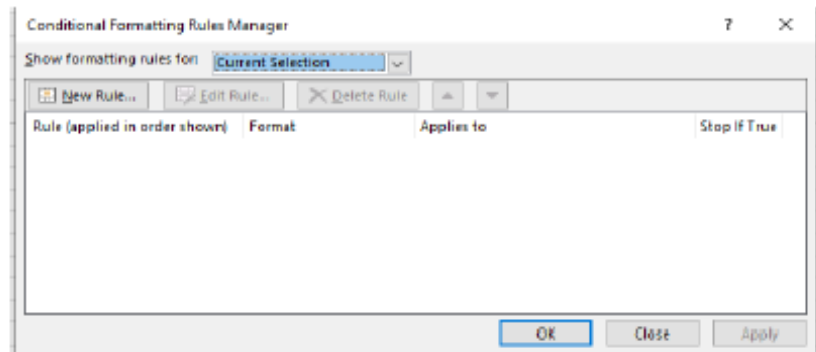 Conditional Formatting Rules Manager ? ×
Show formatting rules for: Current Selection
New Rule... Edit Rule... Delete Rule
Rule (applied in order shown) Format Applies to Stop If True
OK Close Apply